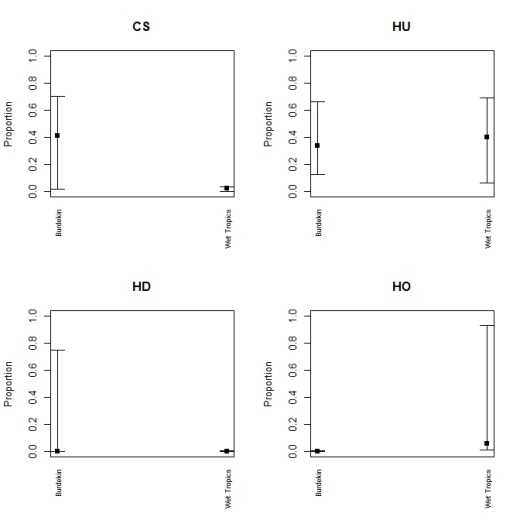 CS
Proportion
1.0
0.8
0.6
0.4
0.2
0.0
Burdekin
Wet Tropics
HU
Proportion
1.0
0.8
0.6
0.4
0.2
0.0
Burdekin
Wet Tropics
HD
Proportion
1.0
0.8
0.6
0.4
0.2
0.0
Burdekin
Wet Tropics
HO
Proportion
1.0
0.8
0.6
0.4
0.2
0.0
Burdekin
Wet Tropics